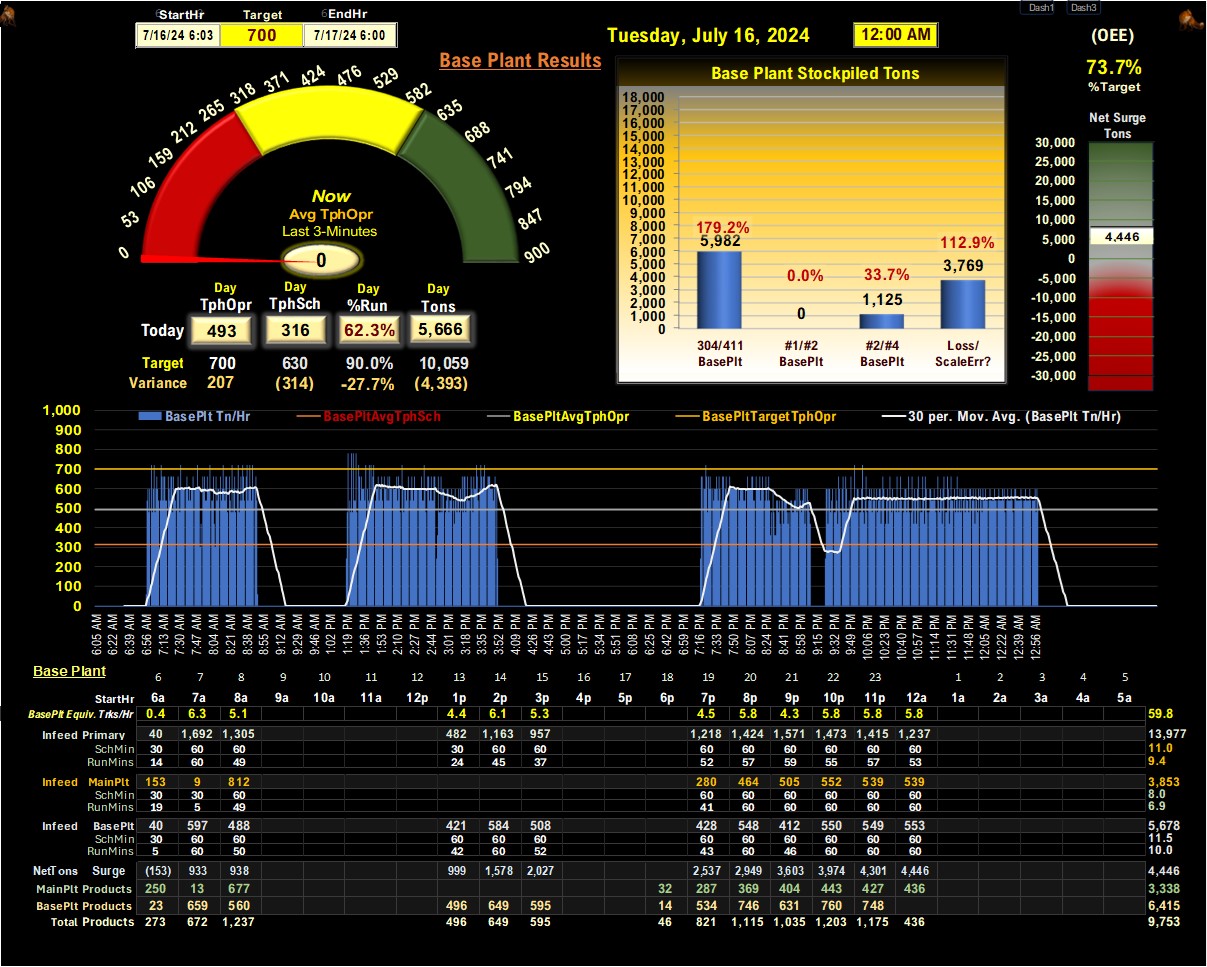 Dash1 Dash3
StartHr Target EndHr
7/16/24 6:03 700 7/17/24 6:00
Tuesday, July 16, 2024 12:00 AM
(OEE)
73.7%
%Target
Base Plant Results
0 53 106 159 212 265 318 371 424 476 529 582 635 688 741 794 847 900
Now
Avg TphOpr
Last 3-Minutes
0
Day Day Day Day
TphOpr TphSch %Run Tons
Today 493 316 62.3% 5,666
Target 700 630 90.0% 10,059
Variance 207 (314) -27.7% (4,393)
Base Plant Stockpiled Tons
18,000
17,000
16,000
15,000
14,000
13,000
12,000
11,000
10,000
9,000
8,000
7,000
6,000
5,000
4,000
3,000
2,000
1,000
0
179.2% 0.0% 33.7% 112.9%
5,982 0 1,125 3,769
304/411 #1/#2 #2/#4 Loss/
BasePlt BasePlt BasePlt ScaleErr?
Net Surge
Tons
30,000
25,000
20,000
15,000
10,000
5,000
0
-5,000
-10,000
-15,000
-20,000
-25,000
-30,000
4,446
BasePlt Tn/Hr BasePltAvgTphSch BasePltAvgTphOpr BasePltTargetTphOpr 30 per. Mov. Avg. (BasePlt Tn/Hr)
1,000
900
800
700
600
500
400
300
200
100
0
6:05 AM 6:22 AM 6:39 AM 6:56 AM 7:13 AM 7:30 AM 7:47 AM 8:04 AM 8:21 AM 8:38 AM 8:55 AM 9:12 AM 9:29 AM 9:46 AM 1:02 PM 1:19 PM 1:36 PM 1:53 PM 2:10 PM 2:27 PM 2:44 PM 3:01 PM 3:18 PM 3:35 PM 3:52 PM 4:09 PM 4:26 PM 4:43 PM 5:00 PM 5:17 PM 5:34 PM 5:51 PM 6:08 PM 6:25 PM 6:42 PM 6:59 PM 7:16 PM 7:33 PM 7:50 PM 8:07 PM 8:24 PM 8:41 PM 8:58 PM 9:15 PM 9:32 PM 9:49 PM 10:06 PM 10:23 PM 10:40 PM 10:57 PM 11:14 PM 11:31 PM 11:48 PM 12:05 AM 12:22 AM 12:39 AM 12:56 AM
Base Plant
6 7 8 9 10 11 12 13 14 15 16 17 18 19 20 21 22 23 1 2 3 4 5
StartHr 6a 7a 8a 9a 10a 11a 12p 1p 2p 3p 4p 5p 6p 7p 8p 9p 10p 11p 12a 1a 2a 3a 4a 5a
BasePlt Equiv. Trks/Hr 0.4 6.3 5.1 4.4 6.1 5.3 4.5 5.8 4.3 5.8 5.8 5.8 59.8
Infeed Primary 40 1,692 1,305 482 1,163 957 1,218 1,424 1,571 1,473 1,415 1,237 13,977
SchMin 30 60 60 30 60 60 60 60 60 60 60 60 11.0
RunMins 14 60 49 24 45 37 52 57 59 55 57 53 9.4
Infeed MainPlt 153 9 812 280 464 505 552 539 539 3,853
SchMin 30 30 60 60 60 60 60 60 60 8.0
RunMins 19 5 49 41 60 60 60 60 60 6.9
Infeed BasePlt 40 597 488 421 584 508 428 548 412 550 549 553 5,678
SchMin 30 60 60 60 60 60 60 60 60 60 60 60 11.5
RunMins 5 60 50 42 60 52 43 60 46 60 60 60 10.0
NetTons Surge (153) 933 938 999 1,578 2,027 2,537 2,949 3,603 3,974 4,301 4,446 4,446
MainPlt Products 250 13 677 32 287 369 404 443 427 436 3,338
BasePlt Products 23 659 560 496 649 595 14 534 746 631 760 748 6,415
Total Products 273 672 1,237 496 649 595 46 821 1,115 1,035 1,203 1,175 436 9,753